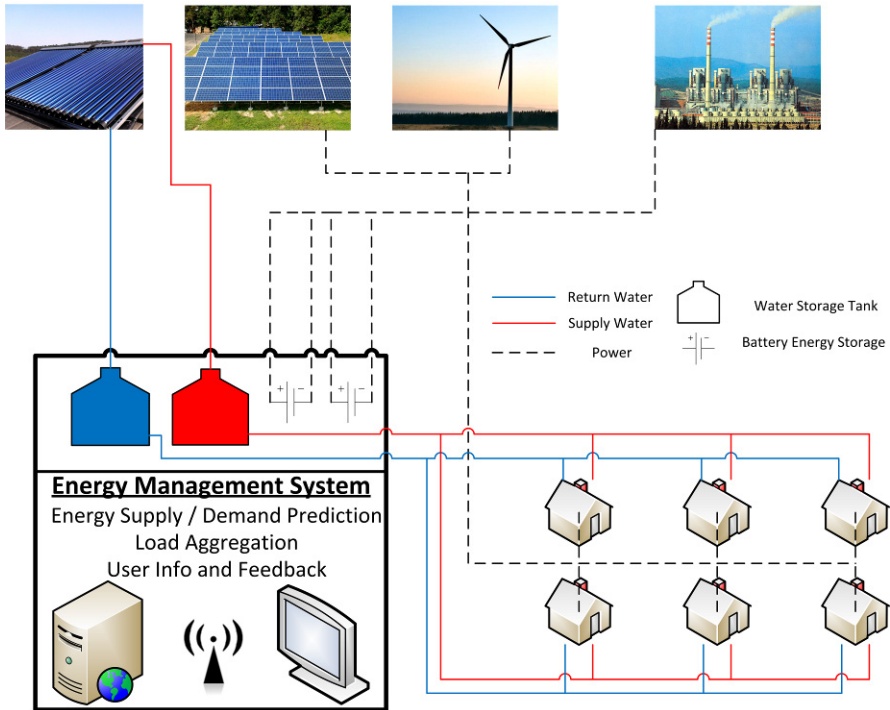 Return Water
Water Storage Tank
Supply Water
Power
Battery Energy Storage
+ −
+ −
+ −
Energy Management System
Energy Supply / Demand Prediction
Load Aggregation
User Info and Feedback